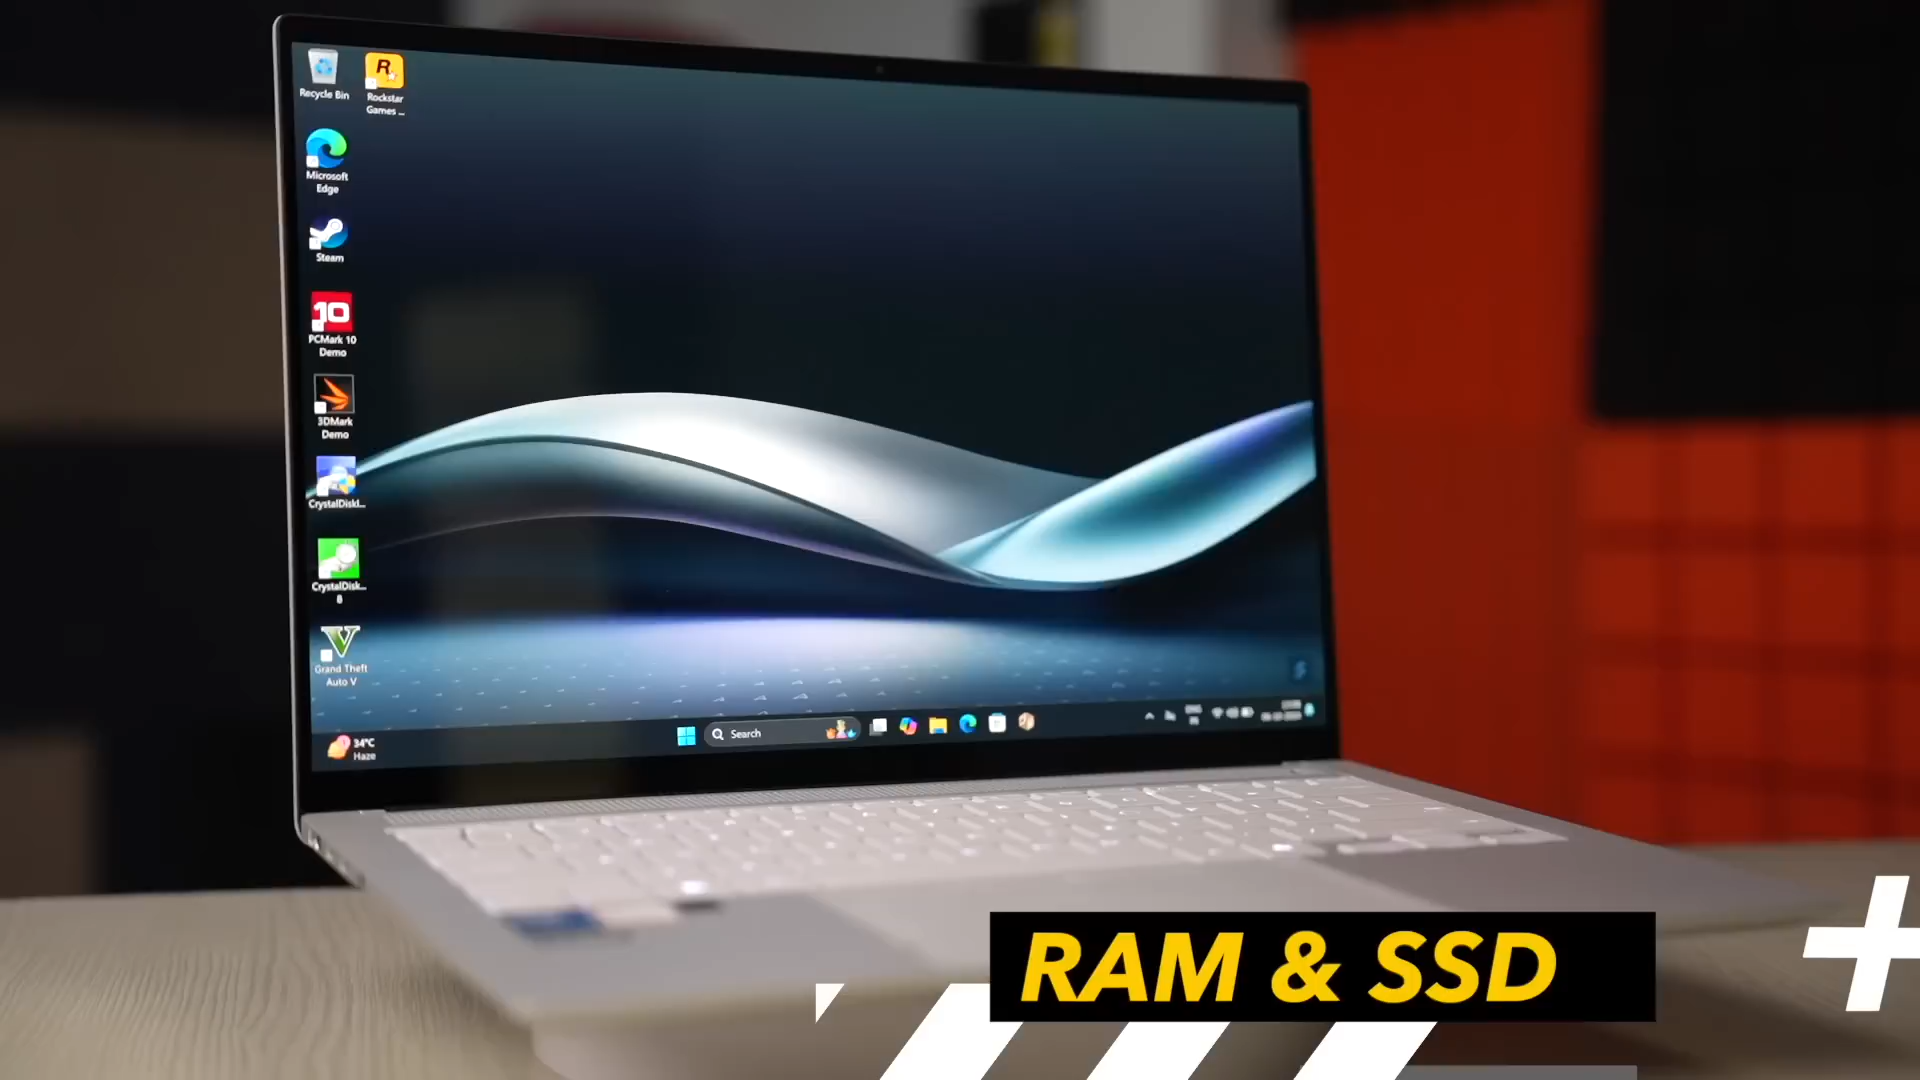 Recycle Bin
R
Rockstar
Games ...
Microsoft
Edge
Steam
10
PCMark 10
Demo
3DMark
Demo
CrystalDiskI...
CrystalDisk...
8
V
Grand Theft
Auto V
34°C
Haze
Search
RAM & SSD